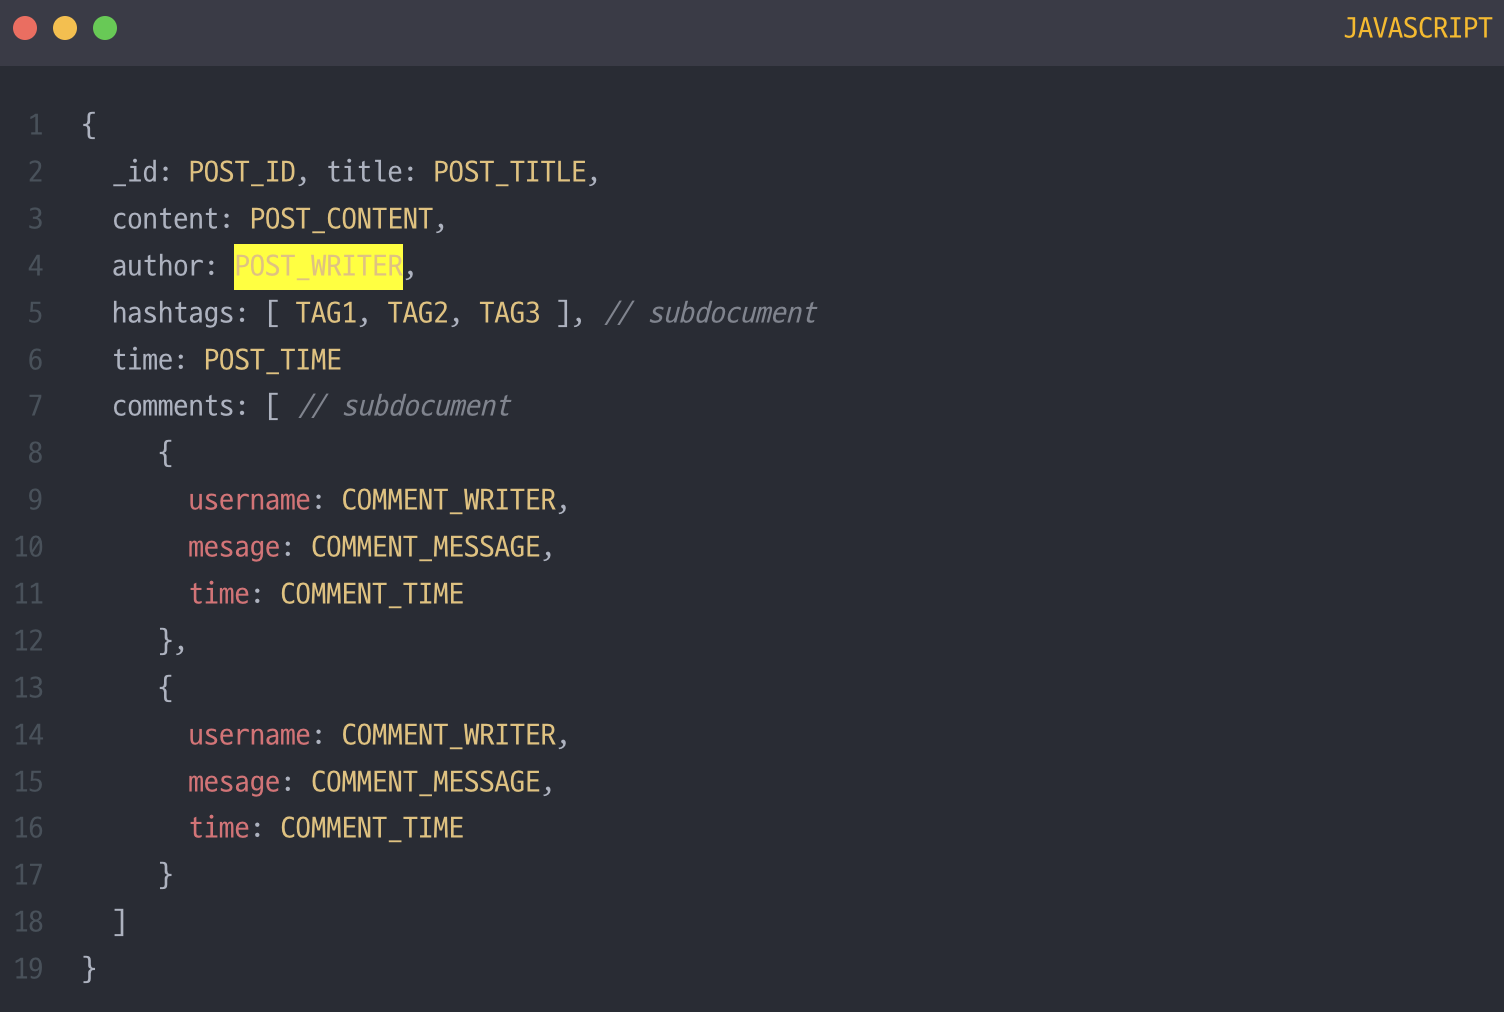 JAVASCRIPT
1 {
2   _id: POST_ID, title: POST_TITLE,
3   content: POST_CONTENT,
4   author: POST_WRITER,
5   hashtags: [ TAG1, TAG2, TAG3 ], // subdocument
6   time: POST_TIME
7   comments: [ // subdocument
8      {
9        username: COMMENT_WRITER,
10        mesage: COMMENT_MESSAGE,
11        time: COMMENT_TIME
12      },
13      {
14        username: COMMENT_WRITER,
15        mesage: COMMENT_MESSAGE,
16        time: COMMENT_TIME
17      }
18   ]
19 }